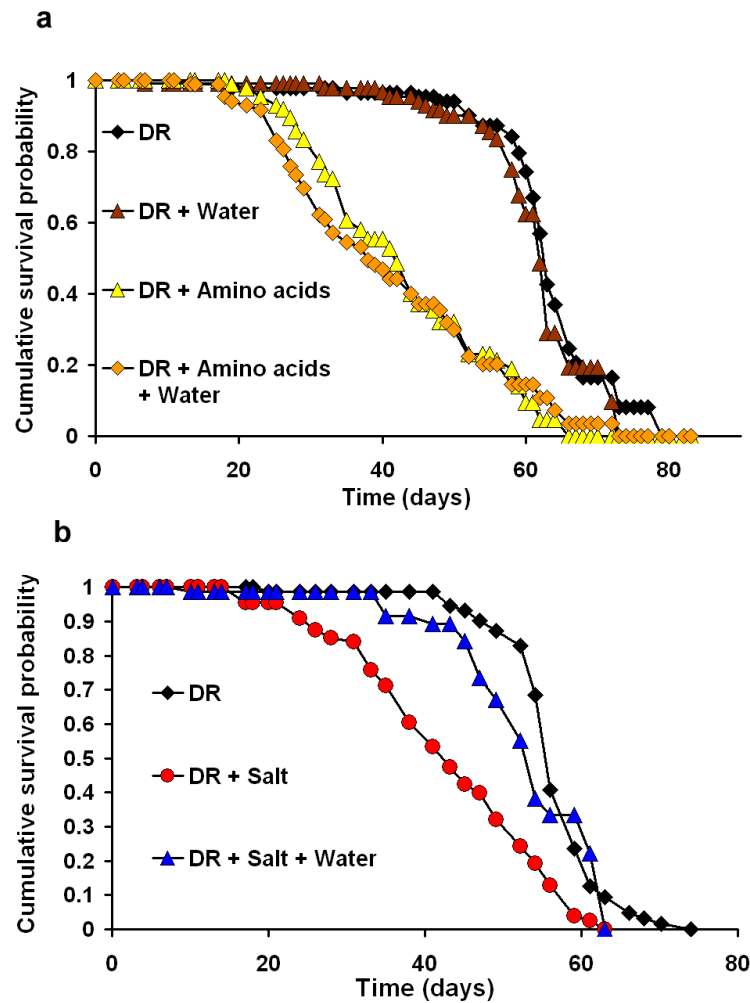 a
Cumulative survival probability
1
0.8
0.6
0.4
0.2
0
DR
DR + Water
DR + Amino acids
DR + Amino acids
+ Water
0 20 40 60 80
Time (days)
b
Cumulative survival probability
1
0.9
0.8
0.7
0.6
0.5
0.4
0.3
0.2
0.1
0
DR
DR + Salt
DR + Salt + Water
0 20 40 60 80
Time (days)